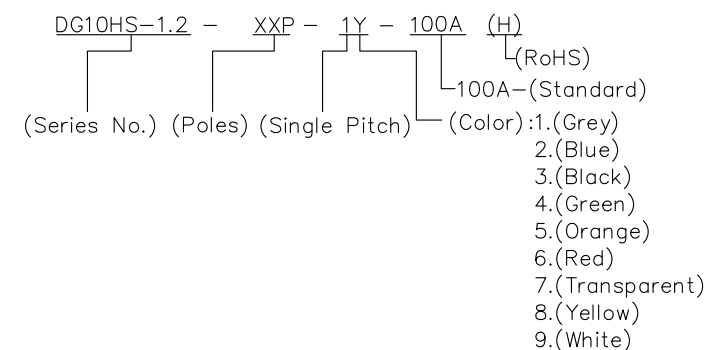 DG10HS-1.2 - XXP - 1Y - 100A (H)
(RoHS)
100A-(Standard)
(Series No.) (Poles) (Single Pitch) (Color):1.(Grey)
2.(Blue)
3.(Black)
4.(Green)
5.(Orange)
6.(Red)
7.(Transparent)
8.(Yellow)
9.(White)